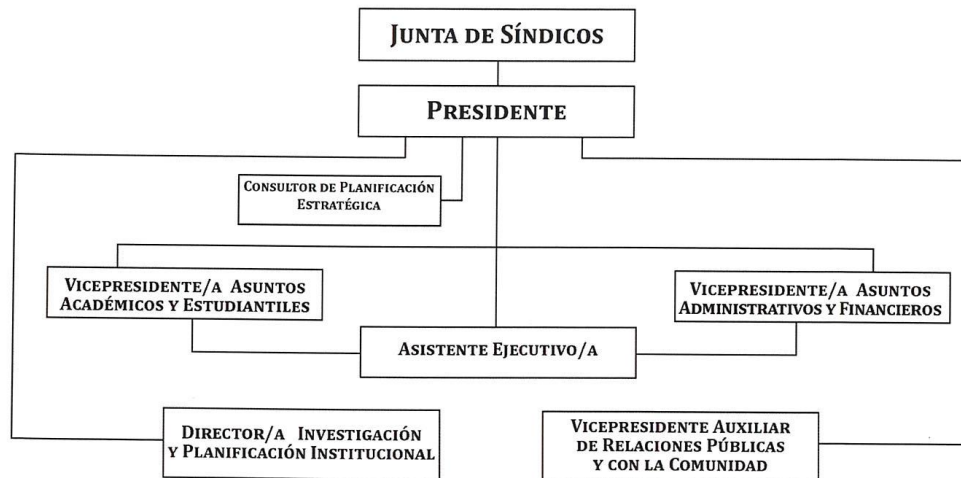 JUNTA DE SÍNDICOS
PRESIDENTE
CONSULTOR DE PLANIFICACIÓN
ESTRATÉGICA
VICEPRESIDENTE/A ASUNTOS
ACADÉMICOS Y ESTUDIANTILES
VICEPRESIDENTE/A ASUNTOS
ADMINISTRATIVOS Y FINANCIEROS
ASISTENTE EJECUTIVO/A
DIRECTOR/A INVESTIGACIÓN
Y PLANIFICACIÓN INSTITUCIONAL
VICEPRESIDENTE AUXILIAR
DE RELACIONES PÚBLICAS
Y CON LA COMUNIDAD